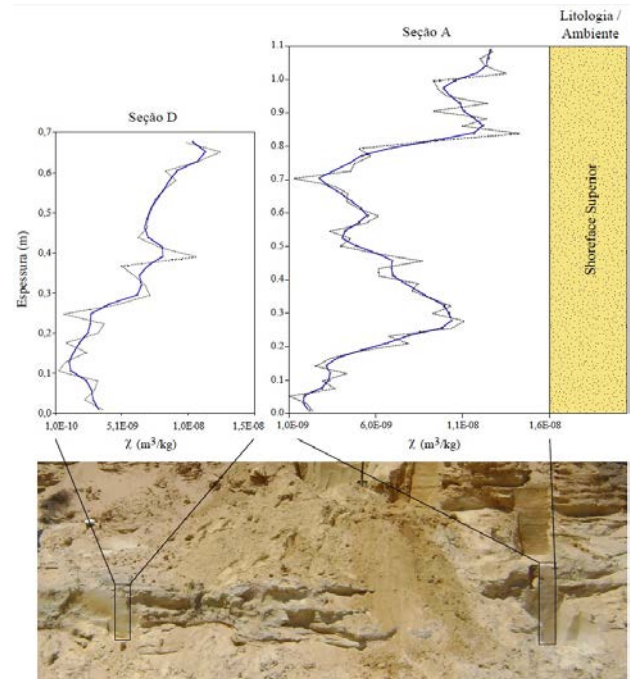 Litologia /
Ambiente
Seção A
Seção D
Espessura (m)
0,7
0,6
0,5
0,4
0,3
0,2
0,1
0,0
1,0E-10 5,1E-09 1,0E-08 1,5E-08
χ (m³/kg)
1.1
1.0
0.9
0.8
0.7
0.6
0.5
0.4
0.3
0.2
0.1
0.0
1,0E-09 6,0E-09 1,1E-08 1,6E-08
χ (m³/kg)
Shoreface Superior